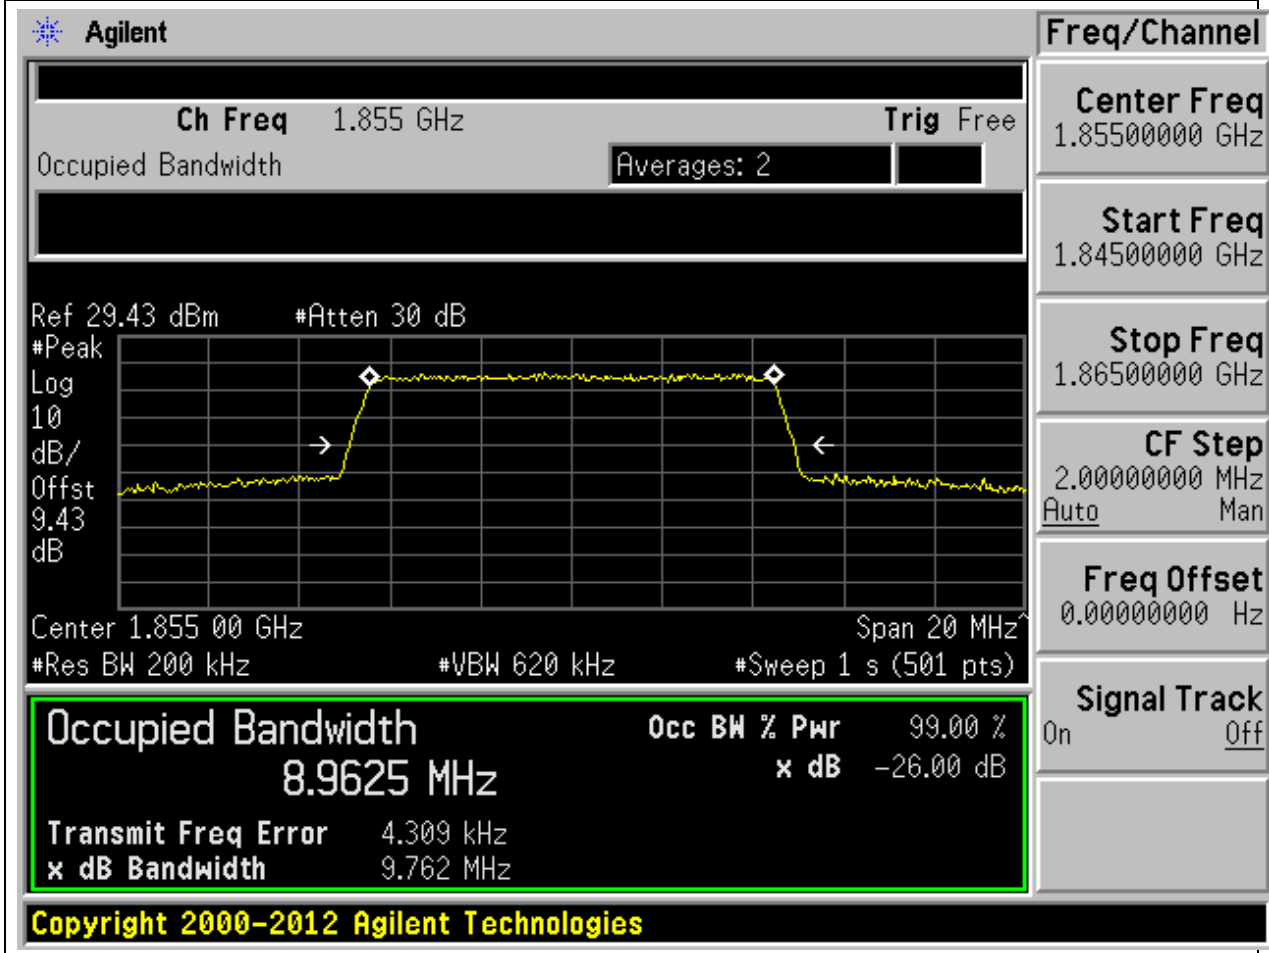 Agilent
Freq/Channel
Ch Freq 1.855 GHz Trig Free
Occupied Bandwidth Averages: 2
Center Freq
1.85500000 GHz
Start Freq
1.84500000 GHz
Stop Freq
1.86500000 GHz
CF Step
2.00000000 MHz
Auto Man
Freq Offset
0.00000000 Hz
Signal Track
On Off
Ref 29.43 dBm #Atten 30 dB
#Peak
Log
10
dB/
Offst
9.43
dB
Center 1.855 00 GHz Span 20 MHz^
#Res BW 200 kHz #VBW 620 kHz #Sweep 1 s (501 pts)
Occupied Bandwidth Occ BW % Pwr 99.00 %
8.9625 MHz x dB -26.00 dB
Transmit Freq Error 4.309 kHz
x dB Bandwidth 9.762 MHz
Copyright 2000-2012 Agilent Technologies